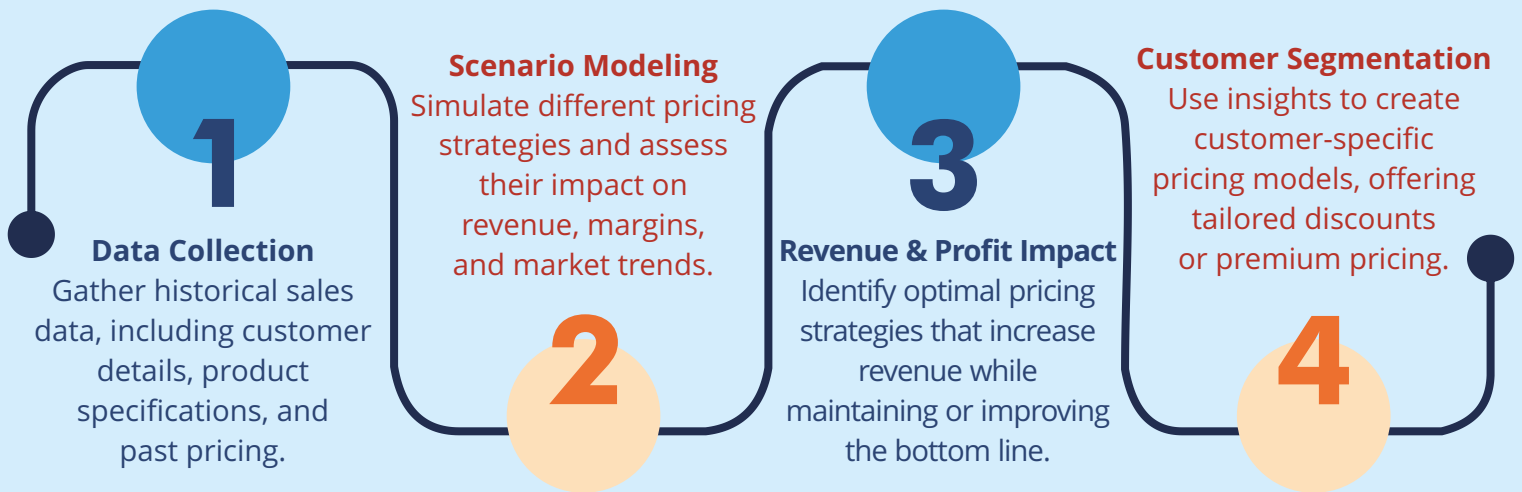 1
Data Collection
Gather historical sales
data, including customer
details, product
specifications, and
past pricing.
Scenario Modeling
Simulate different pricing
strategies and assess
their impact on
revenue, margins,
and market trends.
2
3
Revenue & Profit Impact
Identify optimal pricing
strategies that increase
revenue while
maintaining or improving
the bottom line.
Customer Segmentation
Use insights to create
customer-specific
pricing models, offering
tailored discounts
or premium pricing.
4